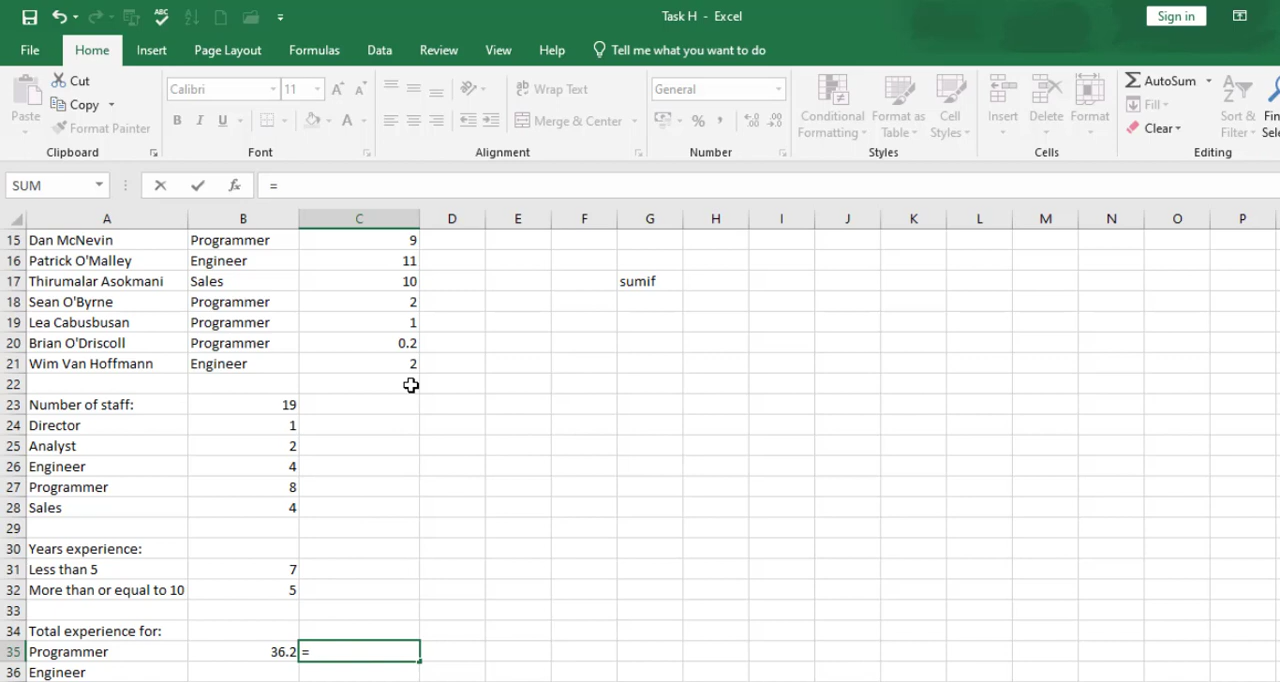 Task H - Excel
Sign in
File Home Insert Page Layout Formulas Data Review View Help Tell me what you want to do
Paste
Cut
Copy
Format Painter
Clipboard
Calibri 11
B I U A
Font
Wrap Text
Merge & Center
Alignment
General
% ,
Number
Conditional Formatting
Format as Table
Cell Styles
Styles
Insert Delete Format
Cells
AutoSum
Fill
Clear
Sort & Filter
Editing
SUM fx =
A B C D E F G H I J K L M N O P
15 Dan McNevin Programmer 9
16 Patrick O'Malley Engineer 11
17 Thirumalar Asokmani Sales 10 sumif
18 Sean O'Byrne Programmer 2
19 Lea Cabusbusan Programmer 1
20 Brian O'Driscoll Programmer 0.2
21 Wim Van Hoffmann Engineer 2
22
23 Number of staff: 19
24 Director 1
25 Analyst 2
26 Engineer 4
27 Programmer 8
28 Sales 4
29
30 Years experience:
31 Less than 5 7
32 More than or equal to 10 5
33
34 Total experience for:
35 Programmer 36.2 =
36 Engineer